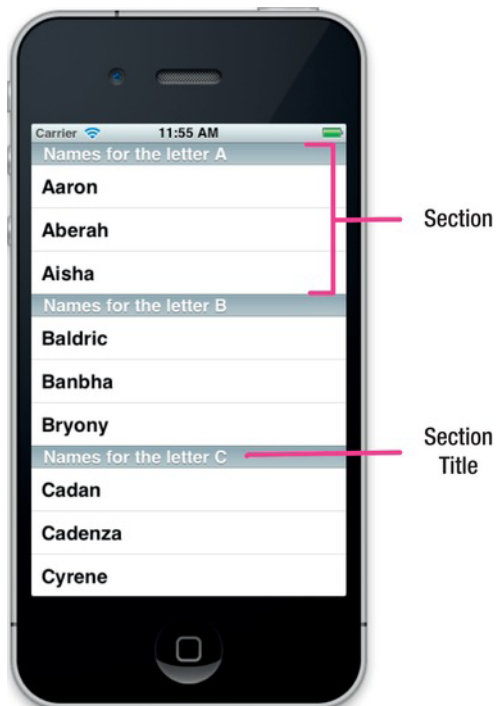 Carrier 11:55 AM
Names for the letter A
Aaron
Aberah
Aisha
Names for the letter B
Baldric
Banbha
Bryony
Names for the letter C
Cadan
Cadenza
Cyrene
Section
Section
Title